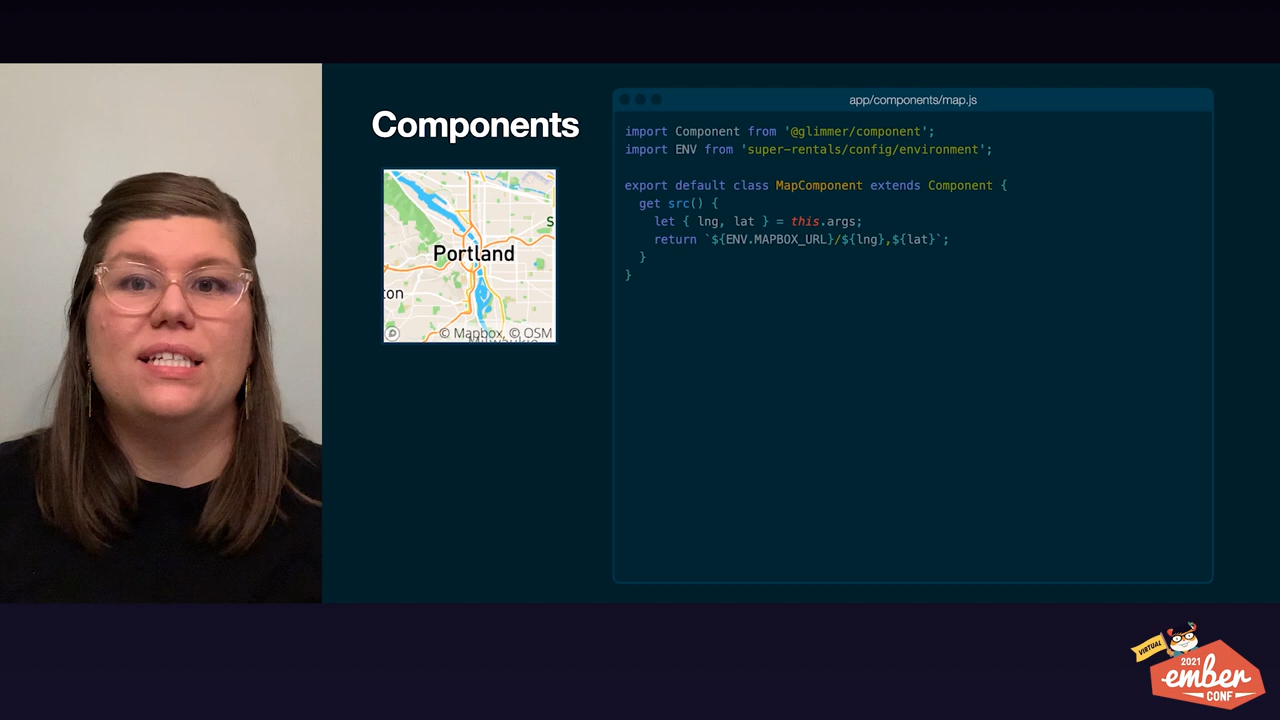 Components
Portland
ton
S
© Mapbox, © OSM
app/components/map.js
import Component from '@glimmer/component';
import ENV from 'super-rentals/config/environment';
export default class MapComponent extends Component {
get src() {
let { lng, lat } = this.args;
return `${ENV.MAPBOX_URL}/${lng},${lat}`;
}
}
VIRTUAL
2021
ember
CONF